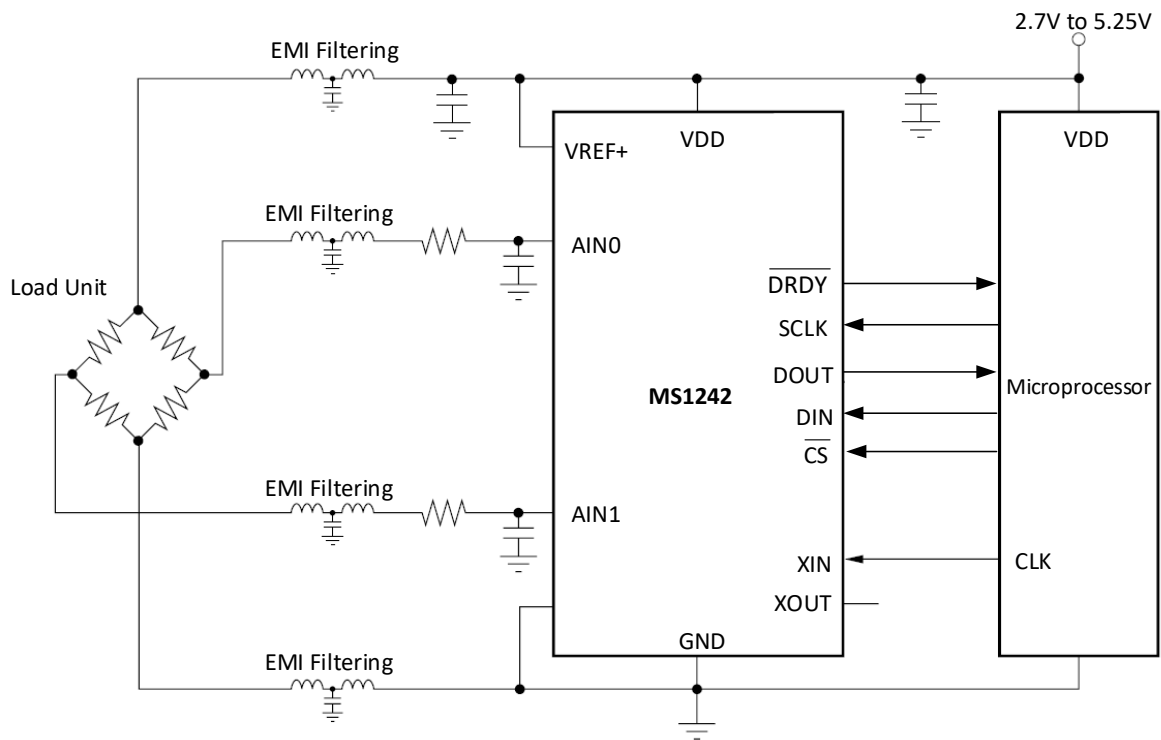 2.7V to 5.25V
EMI Filtering
VDD
VDD
VREF+
EMI Filtering
AIN0
Load Unit
DRDY
SCLK
DOUT
Microprocessor
MS1242
DIN
CS
EMI Filtering
AIN1
XIN
CLK
XOUT
GND
EMI Filtering